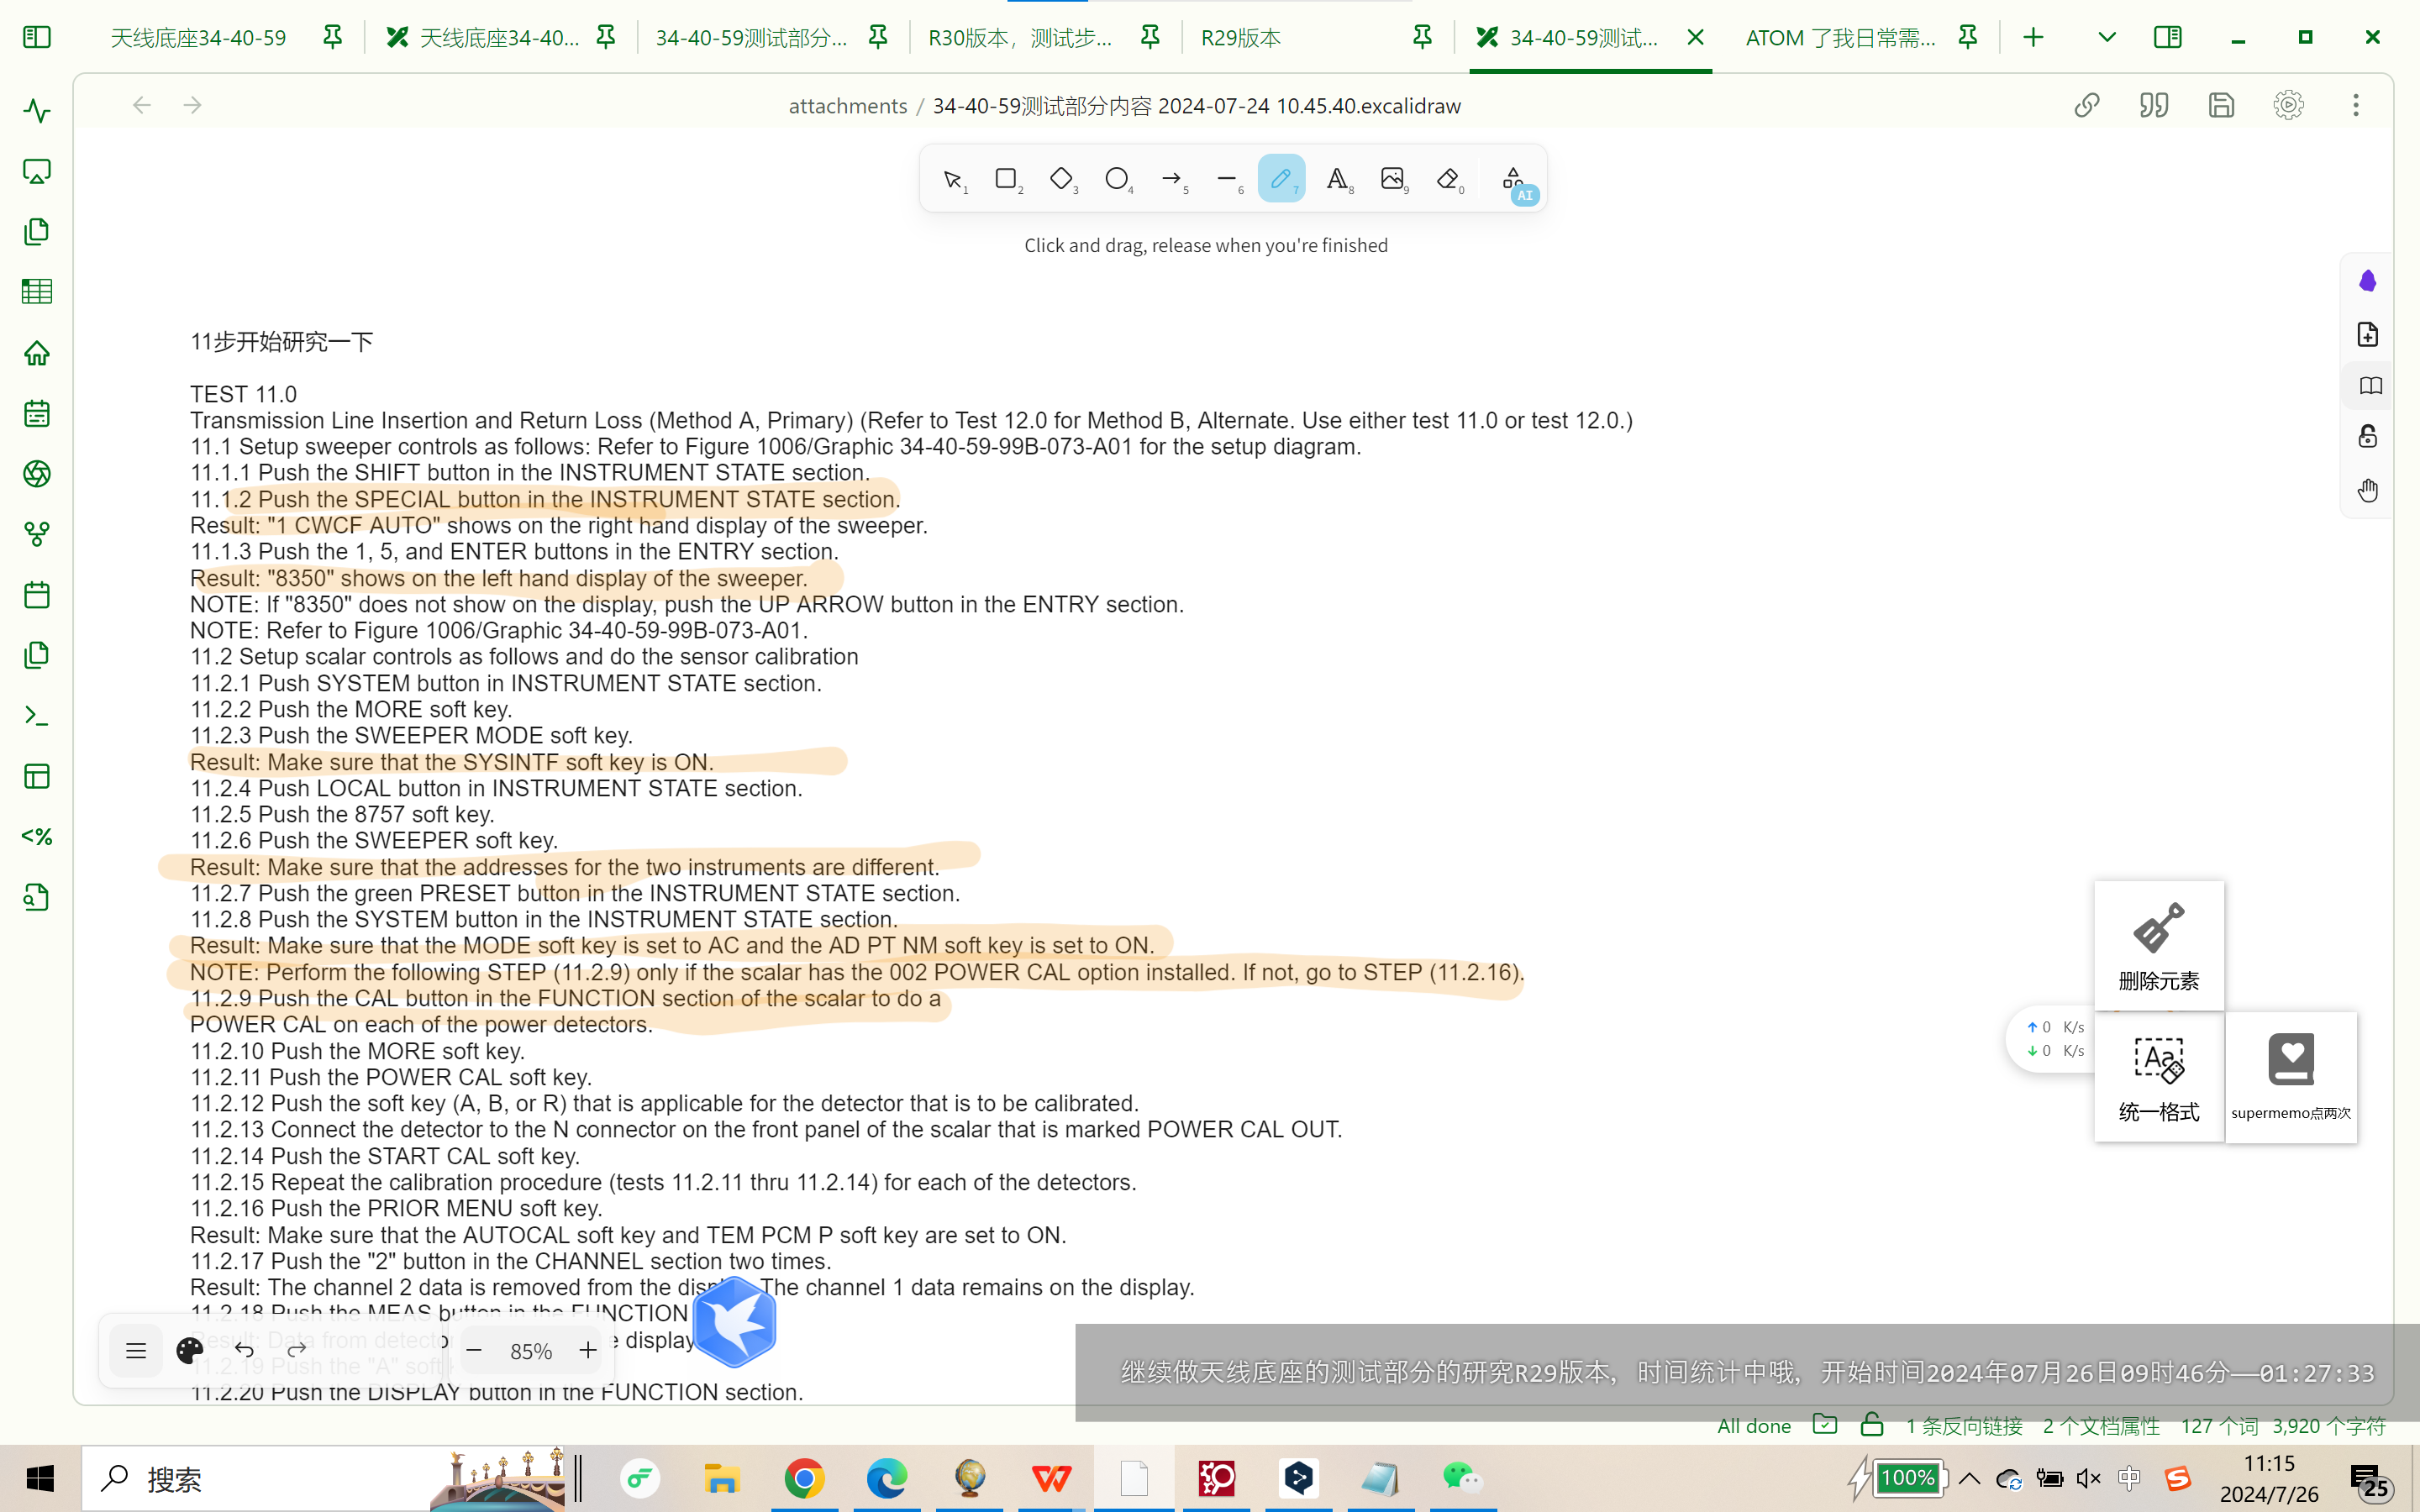 天线底座34-40-59
天线底座34-40...
34-40-59测试部分...
R30版本，测试步...
R29版本
34-40-59测试...
ATOM 了我日常需...
attachments / 34-40-59测试部分内容 2024-07-24 10.45.40.excalidraw
1 2 3 4 5 6 7 8 9 0 AI
Click and drag, release when you're finished
11步开始研究一下
TEST 11.0
Transmission Line Insertion and Return Loss (Method A, Primary) (Refer to Test 12.0 for Method B, Alternate. Use either test 11.0 or test 12.0.)
11.1 Setup sweeper controls as follows: Refer to Figure 1006/Graphic 34-40-59-99B-073-A01 for the setup diagram.
11.1.1 Push the SHIFT button in the INSTRUMENT STATE section.
11.1.2 Push the SPECIAL button in the INSTRUMENT STATE section.
Result: "1 CWCF AUTO" shows on the right hand display of the sweeper.
11.1.3 Push the 1, 5, and ENTER buttons in the ENTRY section.
Result: "8350" shows on the left hand display of the sweeper.
NOTE: If "8350" does not show on the display, push the UP ARROW button in the ENTRY section.
NOTE: Refer to Figure 1006/Graphic 34-40-59-99B-073-A01.
11.2 Setup scalar controls as follows and do the sensor calibration
11.2.1 Push SYSTEM button in INSTRUMENT STATE section.
11.2.2 Push the MORE soft key.
11.2.3 Push the SWEEPER MODE soft key.
Result: Make sure that the SYSINTF soft key is ON.
11.2.4 Push LOCAL button in INSTRUMENT STATE section.
11.2.5 Push the 8757 soft key.
11.2.6 Push the SWEEPER soft key.
Result: Make sure that the addresses for the two instruments are different.
11.2.7 Push the green PRESET button in the INSTRUMENT STATE section.
11.2.8 Push the SYSTEM button in the INSTRUMENT STATE section.
Result: Make sure that the MODE soft key is set to AC and the AD PT NM soft key is set to ON.
NOTE: Perform the following STEP (11.2.9) only if the scalar has the 002 POWER CAL option installed. If not, go to STEP (11.2.16).
11.2.9 Push the CAL button in the FUNCTION section of the scalar to do a
POWER CAL on each of the power detectors.
11.2.10 Push the MORE soft key.
11.2.11 Push the POWER CAL soft key.
11.2.12 Push the soft key (A, B, or R) that is applicable for the detector that is to be calibrated.
11.2.13 Connect the detector to the N connector on the front panel of the scalar that is marked POWER CAL OUT.
11.2.14 Push the START CAL soft key.
11.2.15 Repeat the calibration procedure (tests 11.2.11 thru 11.2.14) for each of the detectors.
11.2.16 Push the PRIOR MENU soft key.
Result: Make sure that the AUTOCAL soft key and TEM PCM P soft key are set to ON.
11.2.17 Push the "2" button in the CHANNEL section two times.
Result: The channel 2 data is removed from the The channel 1 data remains on the display.
11.2.18 Push the MEAS button in the FUNCTION
Result: Data from display
11.2.19 Push the "A" soft
11.2.20 Push the DISPLAY button in the FUNCTION section.
85%
删除元素
统一格式
supermemo点两次
0 K/s
0 K/s
继续做天线底座的测试部分的研究R29版本，时间统计中哦，开始时间2024年07月26日09时46分——01:27:33
All done
1 条反向链接
2 个文档属性
127 个词
3,920 个字符
搜索
100%
中
11:15
2024/7/26
25